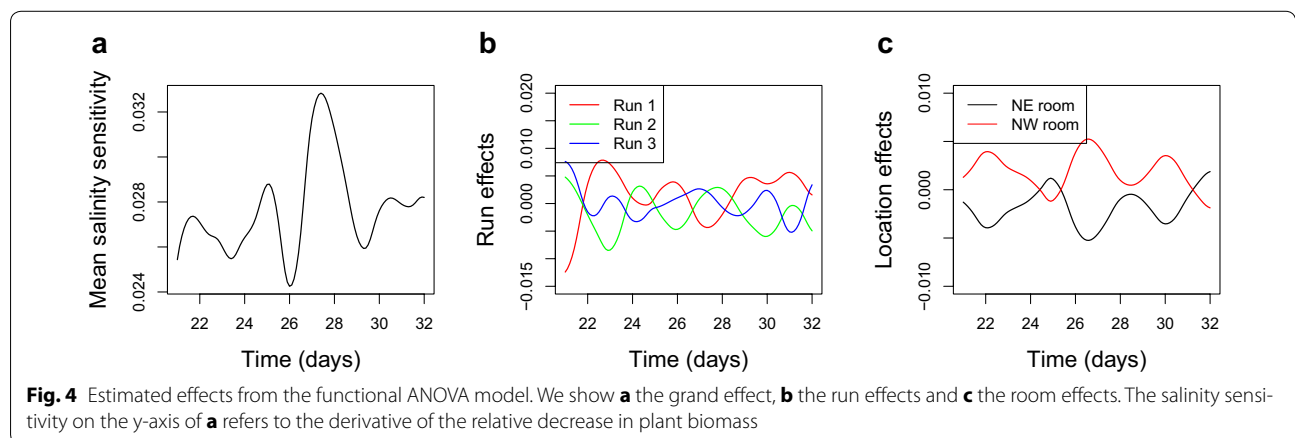 a
Mean salinity sensitivity
0.032
0.028
0.024
22 24 26 28 30 32
Time (days)
b
Run effects
0.020
0.010
0.000
−0.015
Run 1
Run 2
Run 3
22 24 26 28 30 32
Time (days)
c
Location effects
0.010
0.000
−0.010
NE room
NW room
22 24 26 28 30 32
Time (days)
Fig. 4 Estimated effects from the functional ANOVA model. We show a the grand effect, b the run effects and c the room effects. The salinity sensi-
tivity on the y-axis of a refers to the derivative of the relative decrease in plant biomass